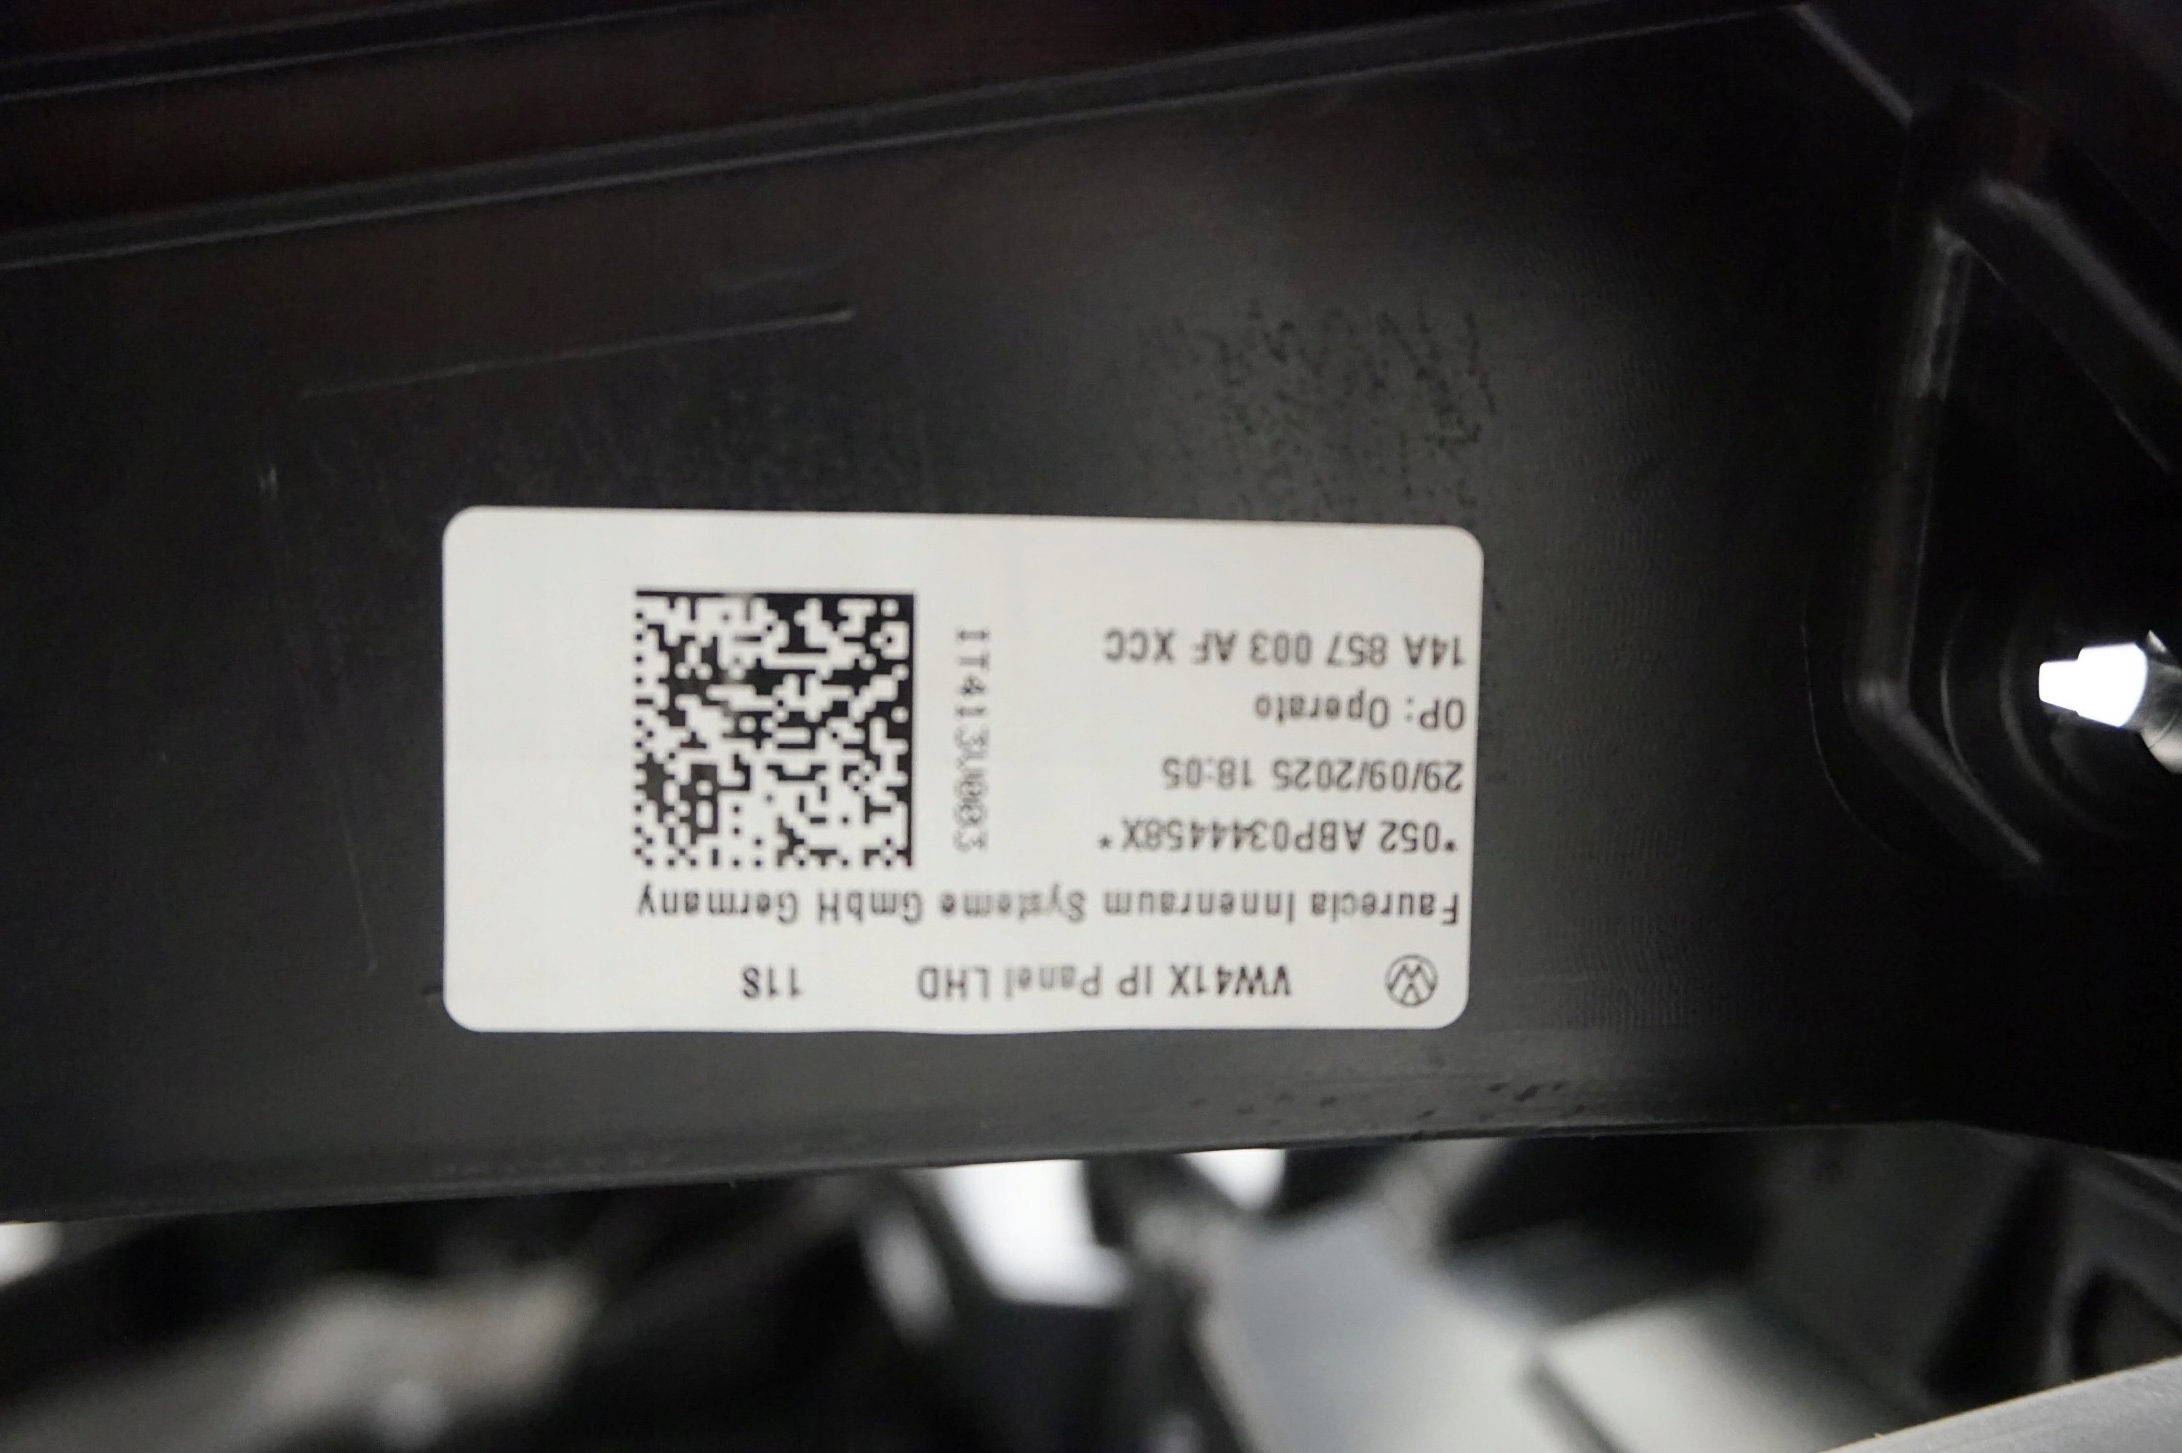 VW41X IP Panel LHD 11S
Faurecia Innenraum Systeme GmbH Germany
*052 ABP0344458X*
29/09/2025 18:05
OP: Operato
14A 857 003 AF XCC